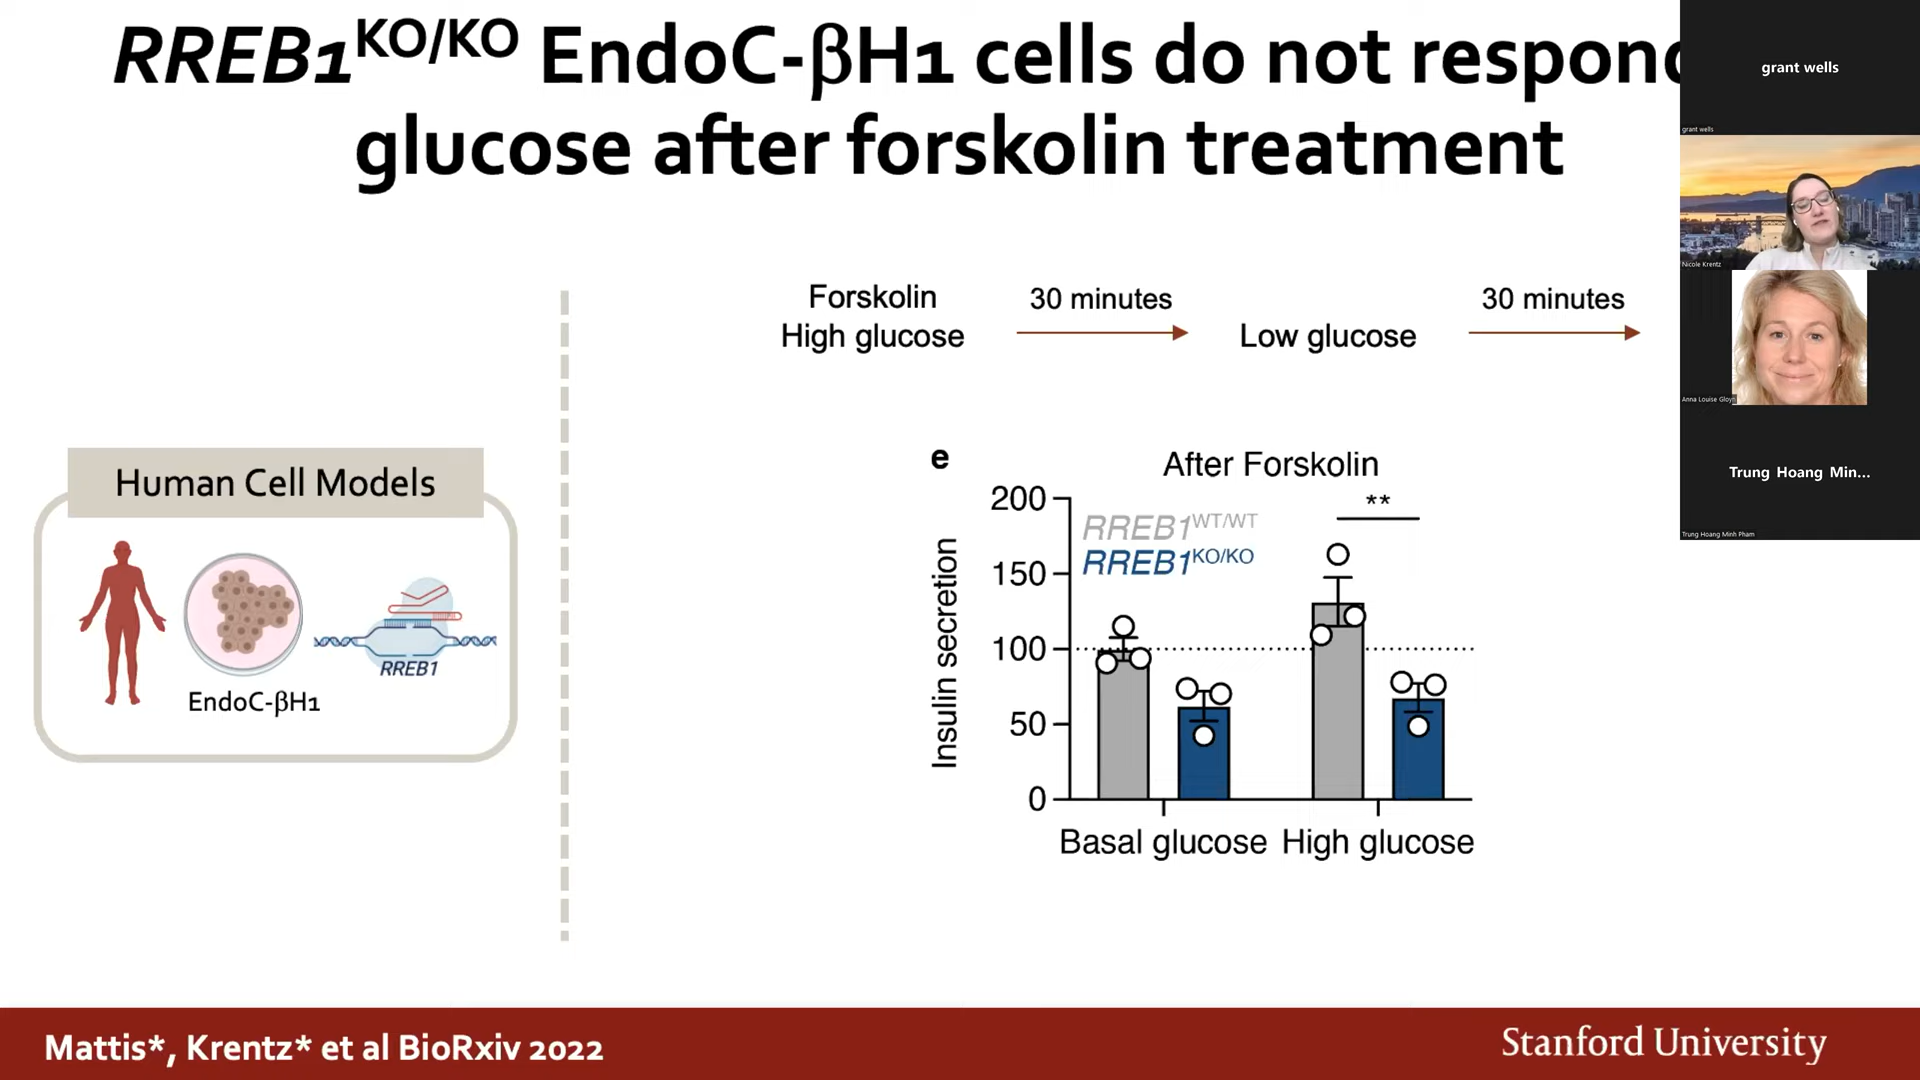 RREB1KO/KO EndoC-βH1 cells do not respon
glucose after forskolin treatment
Forskolin
High glucose
30 minutes
Low glucose
30 minutes
Human Cell Models
EndoC-βH1
RREB1
e
After Forskolin
**
Insulin secretion
200
150
100
50
0
RREB1WT/WT
RREB1KO/KO
Basal glucose
High glucose
Mattis*, Krentz* et al BioRxiv 2022
Stanford University
grant wells
grant wells
Nicole Krentz
Anna Louise Gloyn
Trung Hoang Min...
Trung Hoang Minh Pham